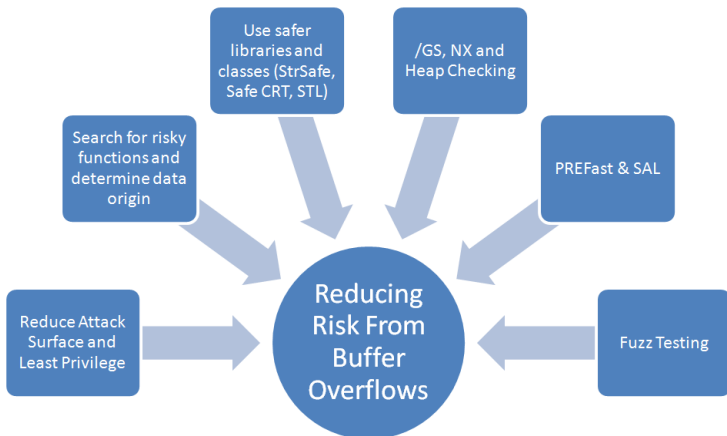 Use safer
libraries and
classes (StrSafe,
Safe CRT, STL)
/GS, NX and
Heap Checking
Search for risky
functions and
determine data
origin
PREFast & SAL
Reduce Attack
Surface and
Least Privilege
Reducing
Risk From
Buffer
Overflows
Fuzz Testing